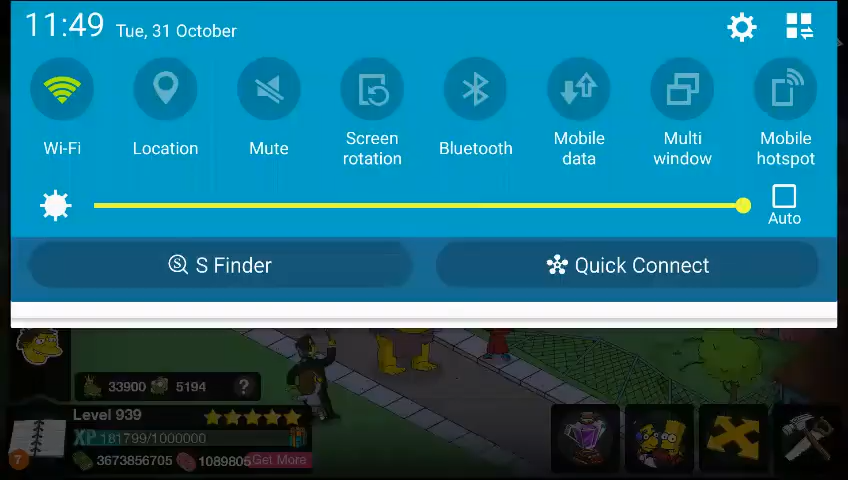 11:49 Tue, 31 October
Wi-Fi
Location
Mute
Screen
rotation
Bluetooth
Mobile
data
Multi
window
Mobile
hotspot
Auto
S Finder
Quick Connect
33900 5194 ?
Level 939
XP 181799/1000000
7
3673856705 1089805 Get More